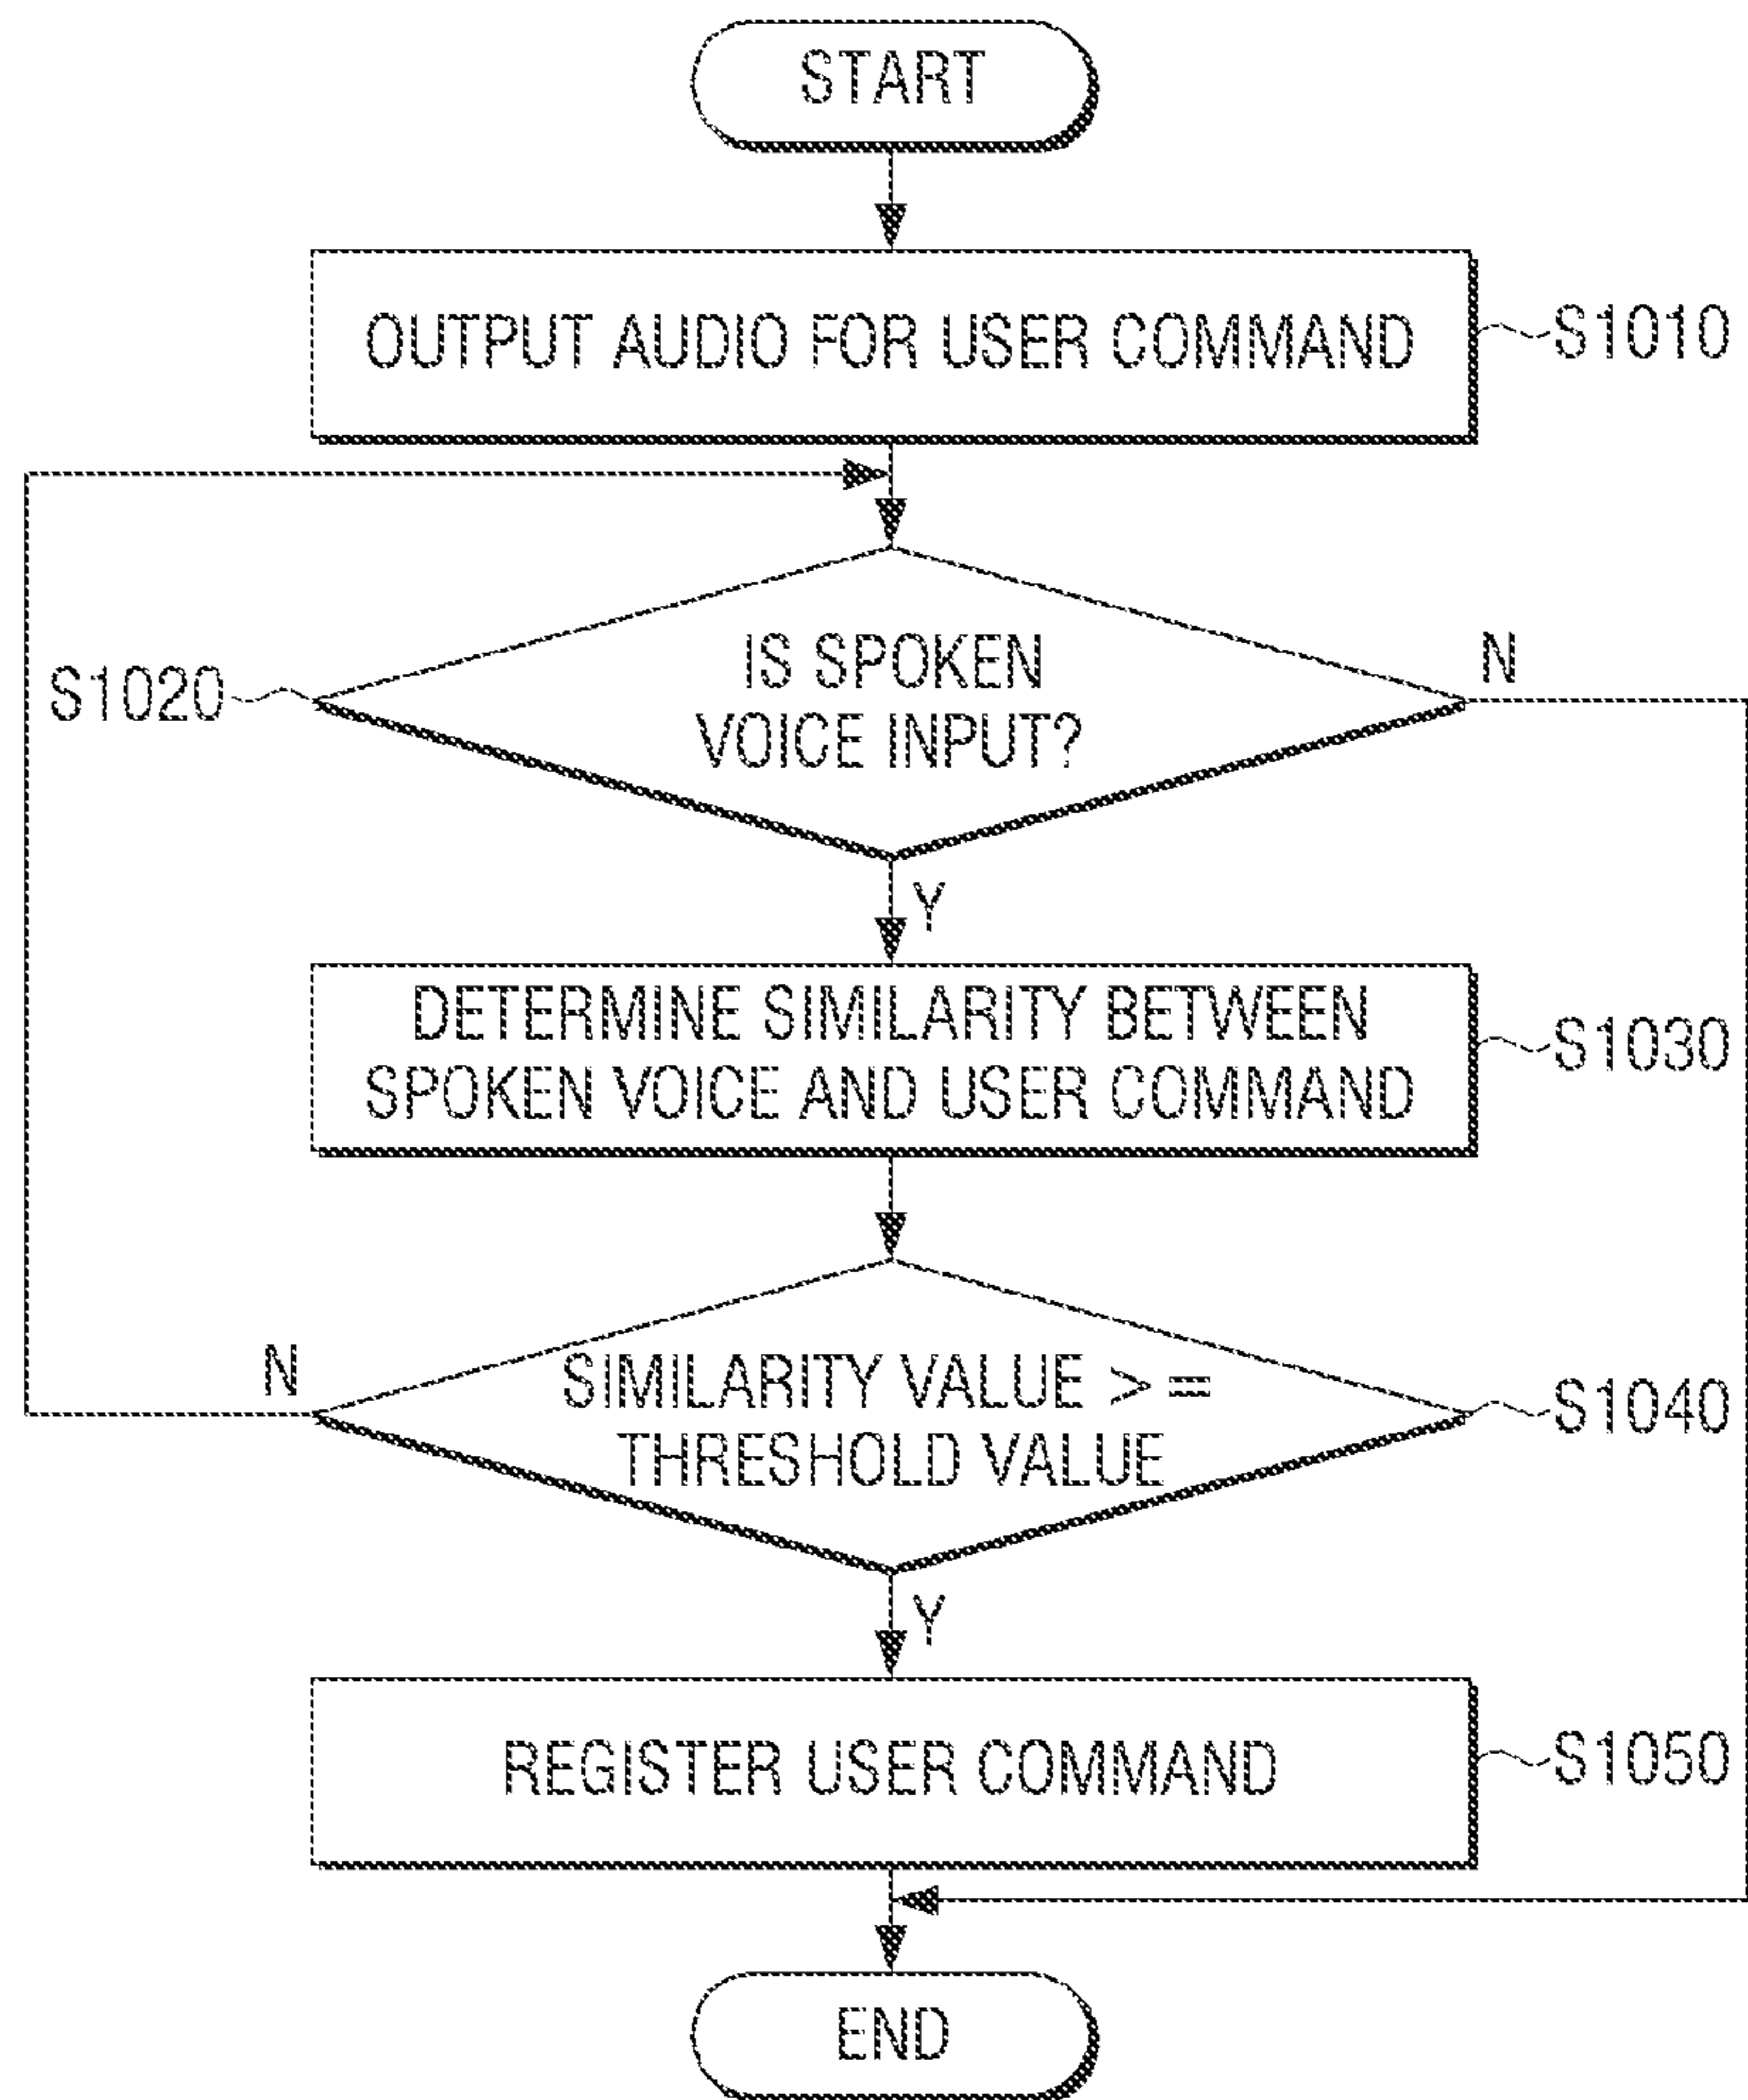 START
OUTPUT AUDIO FOR USER COMMAND
S1010
IS SPOKEN
VOICE INPUT?
S1020
N
Y
DETERMINE SIMILARITY BETWEEN
SPOKEN VOICE AND USER COMMAND
S1030
SIMILARITY VALUE > =
THRESHOLD VALUE
S1040
N
Y
REGISTER USER COMMAND
S1050
END